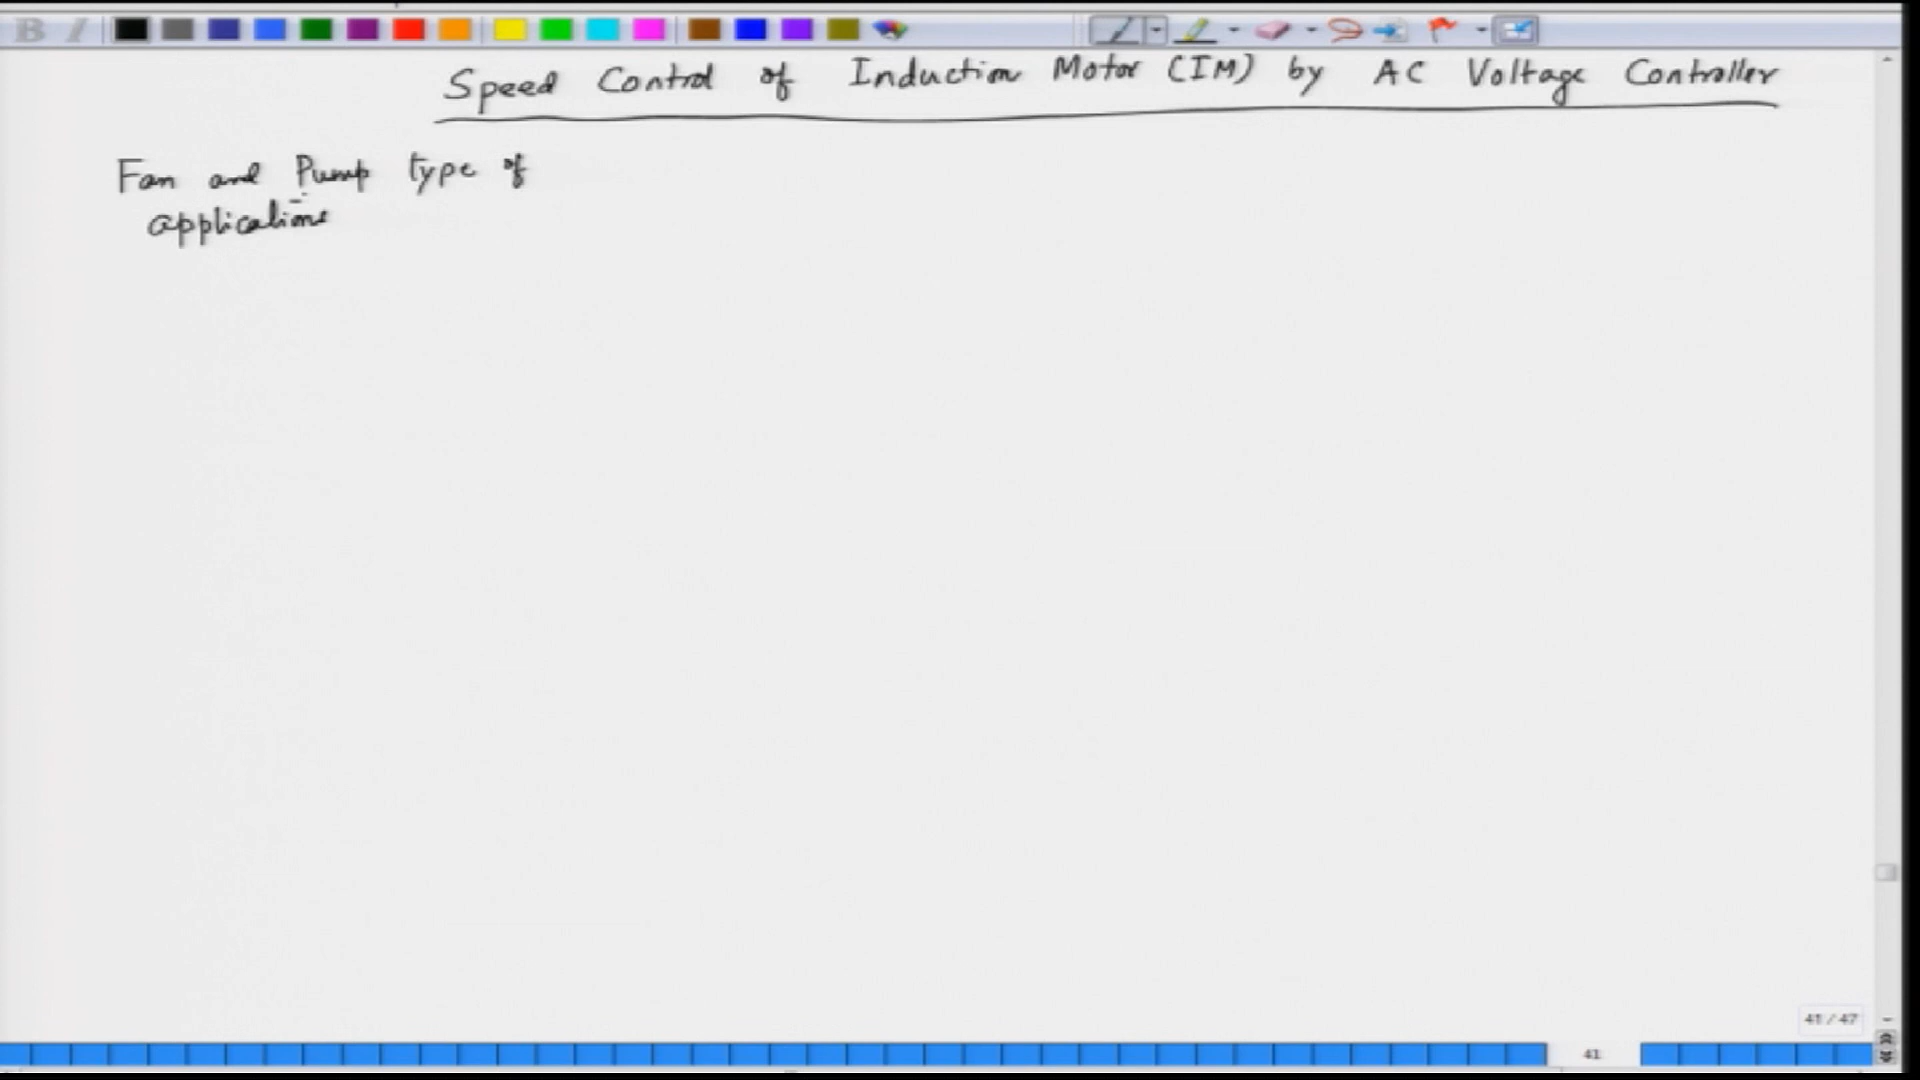 B I
Speed Control of Induction Motor (IM) by AC Voltage Controller
Fan and Pump type of
applications
41 / 47
41